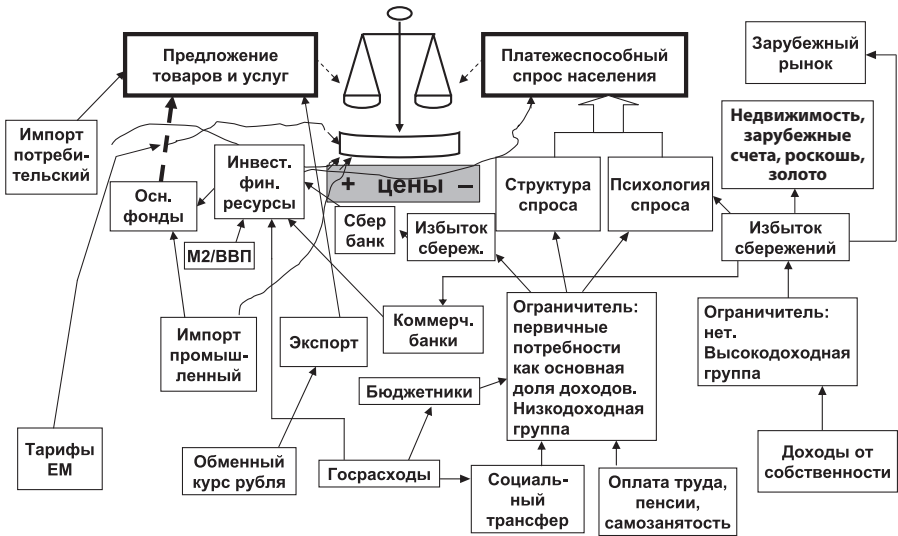 Предложение
товаров и услуг
Платежеспособный
спрос населения
Зарубежный
рынок
Импорт
потреби-
тельский
Недвижимость,
зарубежные
счета, роскошь,
золото
Инвест.
фин.
ресурсы
+ цены –
Структура
спроса
Психология
спроса
Осн.
фонды
Сбер
банк
Избыток
сбереж.
Избыток
сбережений
М2/ВВП
Импорт
промыш-
ленный
Экспорт
Коммерч.
банки
Ограничитель:
первичные
потребности
как основная
доля доходов.
Низкодоходная
группа
Ограничитель:
нет.
Высокодоходная
группа
Бюджетники
Тарифы
ЕМ
Обменный
курс рубля
Госрасходы
Социаль-
ный
трансфер
Оплата труда,
пенсии,
самозанятость
Доходы от
собственности